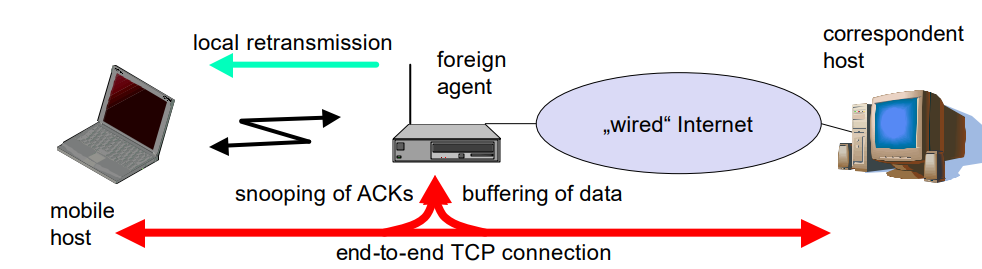 local retransmission
foreign
agent
correspondent
host
„wired“ Internet
snooping of ACKs
buffering of data
mobile
host
end-to-end TCP connection